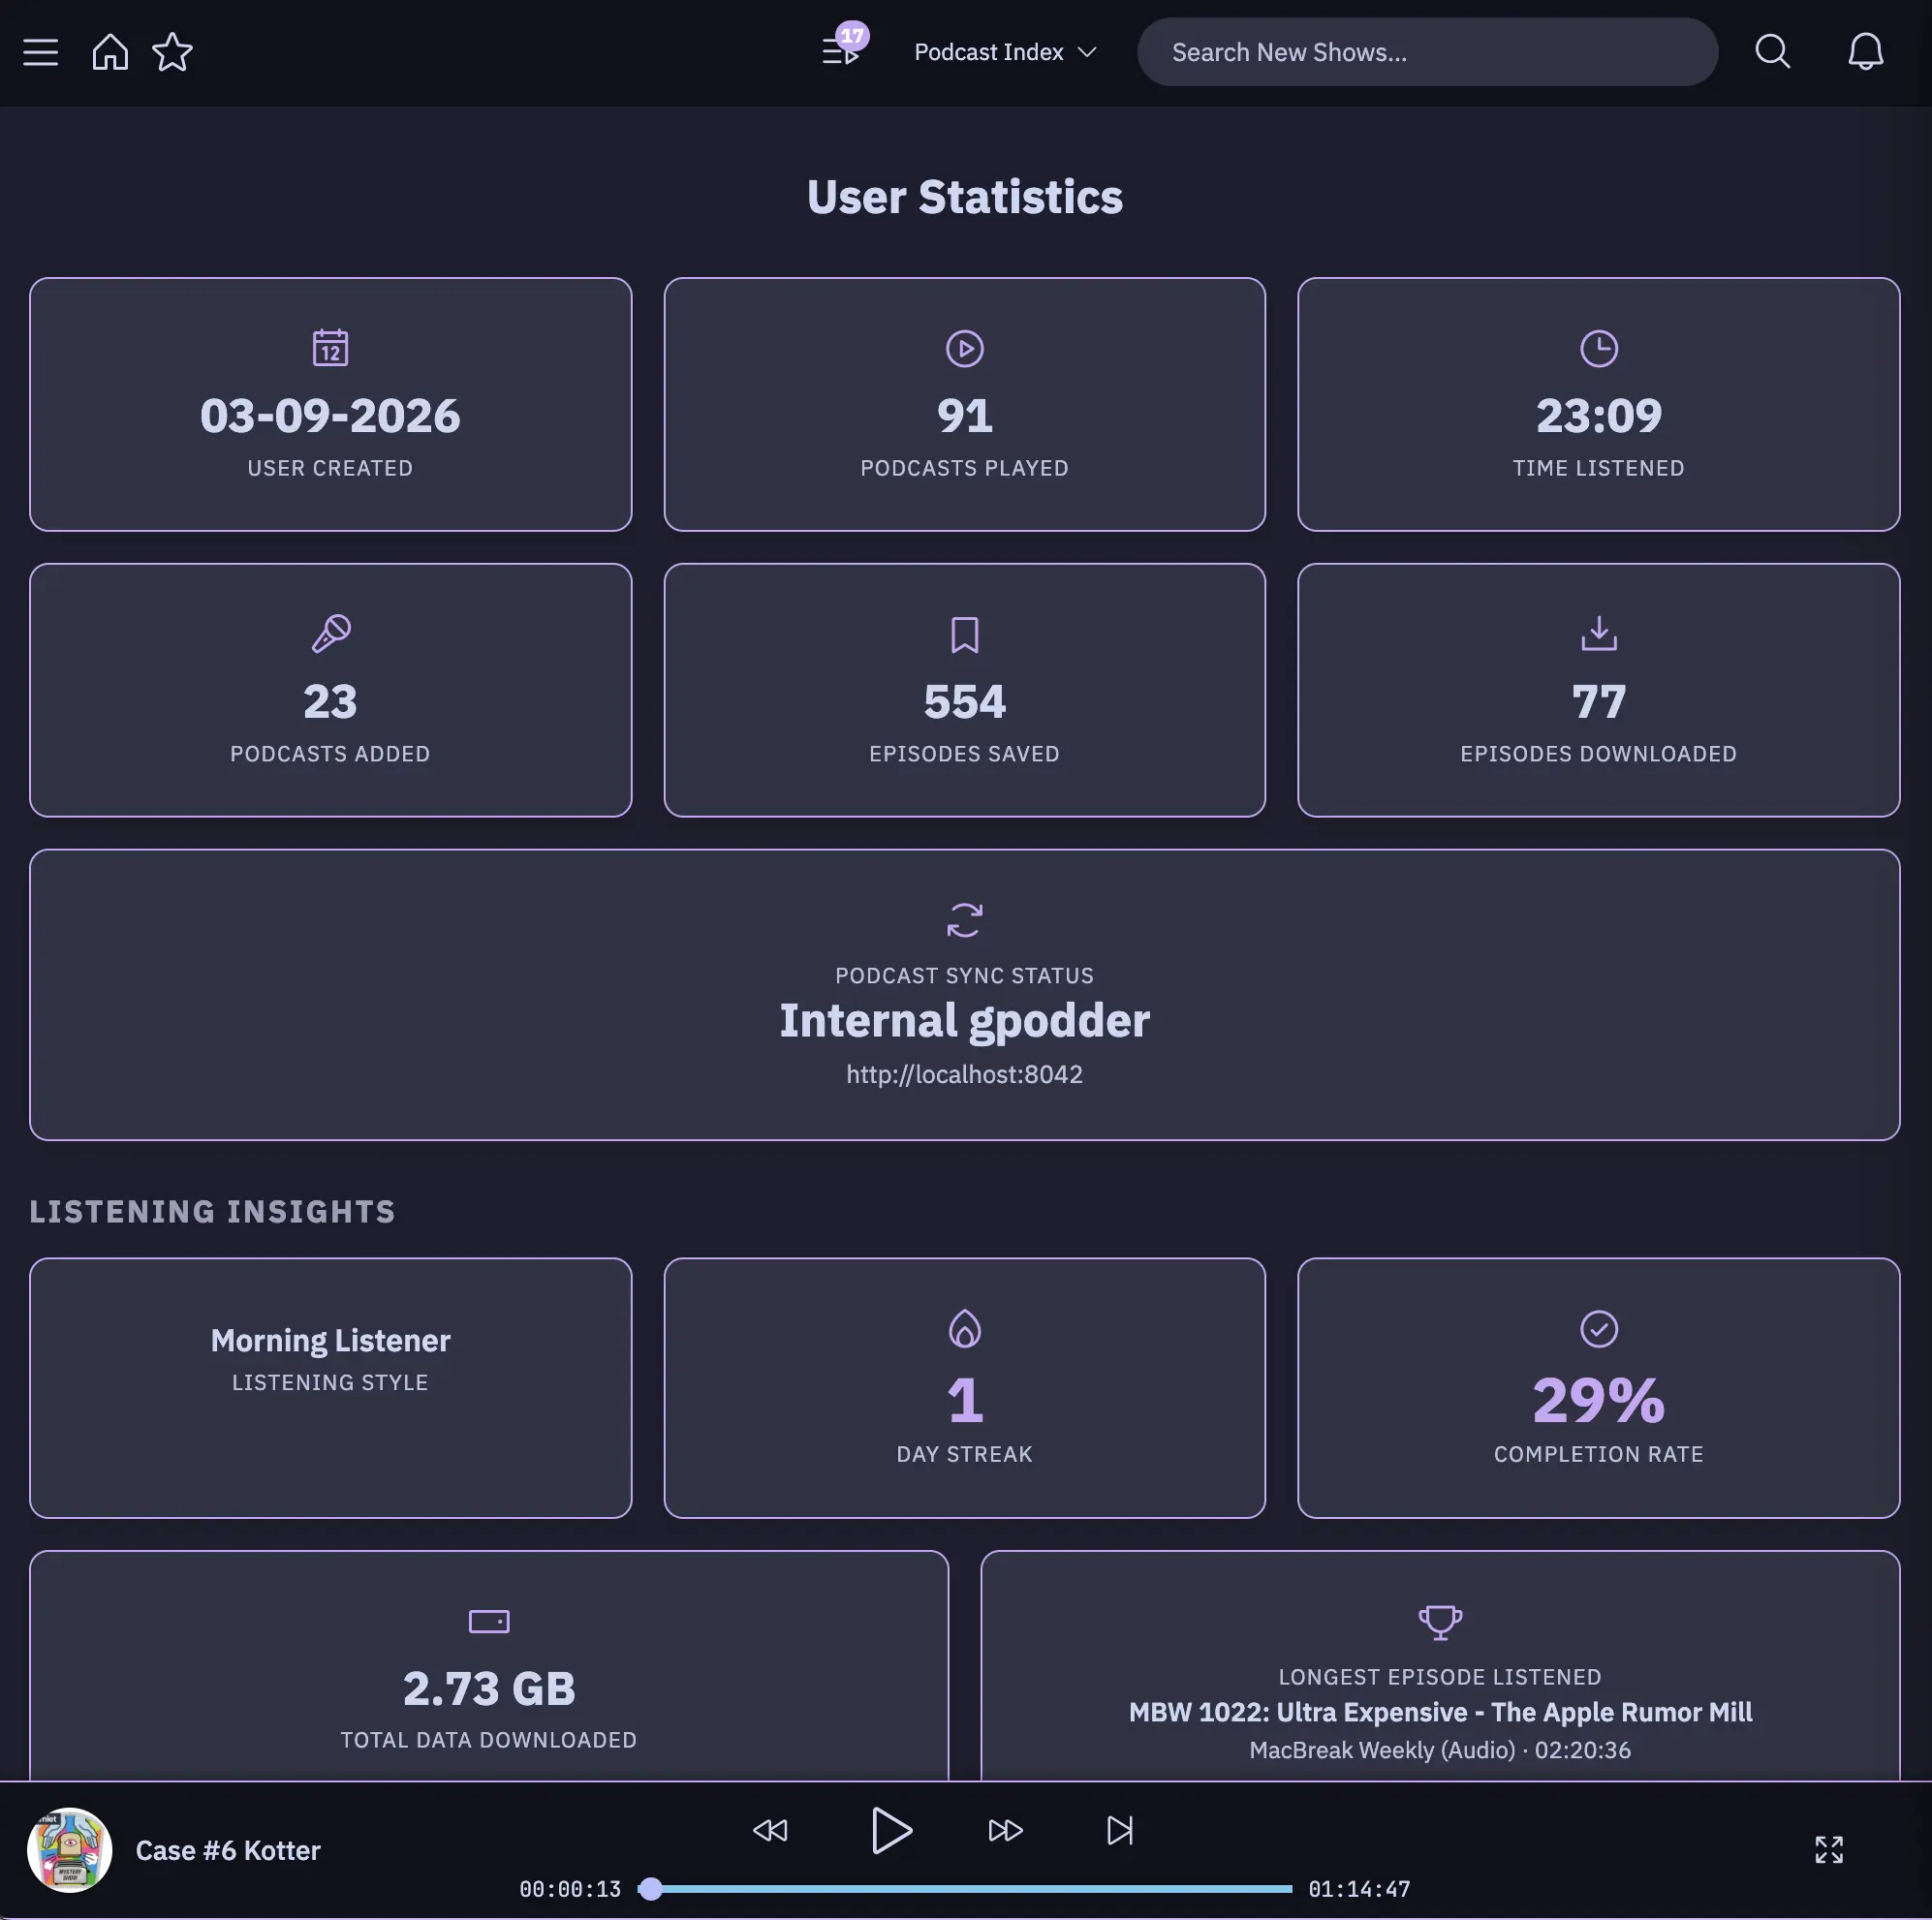 17
Podcast Index
Search New Shows...
User Statistics
12
03-09-2026
USER CREATED
91
PODCASTS PLAYED
23:09
TIME LISTENED
23
PODCASTS ADDED
554
EPISODES SAVED
77
EPISODES DOWNLOADED
PODCAST SYNC STATUS
Internal gpodder
http://localhost:8042
LISTENING INSIGHTS
Morning Listener
LISTENING STYLE
1
DAY STREAK
29%
COMPLETION RATE
2.73 GB
TOTAL DATA DOWNLOADED
LONGEST EPISODE LISTENED
MBW 1022: Ultra Expensive - The Apple Rumor Mill
MacBreak Weekly (Audio) · 02:20:36
MYSTERY
SHOW
Case #6 Kotter
00:00:13
01:14:47